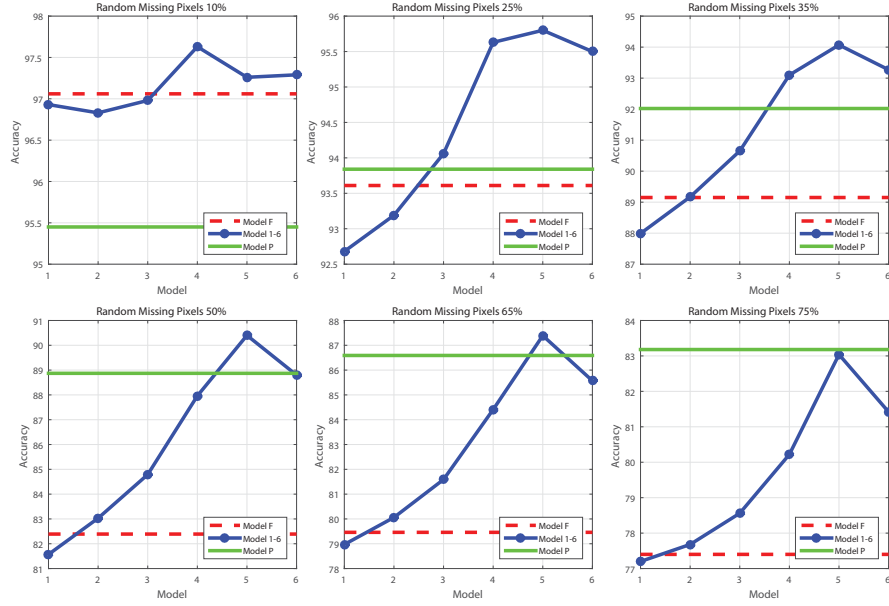 Random Missing Pixels 10%
98
97.5
97
96.5
96
95.5
95
Accuracy
1 2 3 4 5 6
Model
Model F
Model 1-6
Model P
Random Missing Pixels 25%
96
95.5
95
94.5
94
93.5
93
92.5
Accuracy
1 2 3 4 5 6
Model
Model F
Model 1-6
Model P
Random Missing Pixels 35%
95
94
93
92
91
90
89
88
87
Accuracy
1 2 3 4 5 6
Model
Model F
Model 1-6
Model P
Random Missing Pixels 50%
91
90
89
88
87
86
85
84
83
82
81
Accuracy
1 2 3 4 5 6
Model
Model F
Model 1-6
Model P
Random Missing Pixels 65%
88
87
86
85
84
83
82
81
80
79
78
Accuracy
1 2 3 4 5 6
Model
Model F
Model 1-6
Model P
Random Missing Pixels 75%
84
83
82
81
80
79
78
77
Accuracy
1 2 3 4 5 6
Model
Model F
Model 1-6
Model P